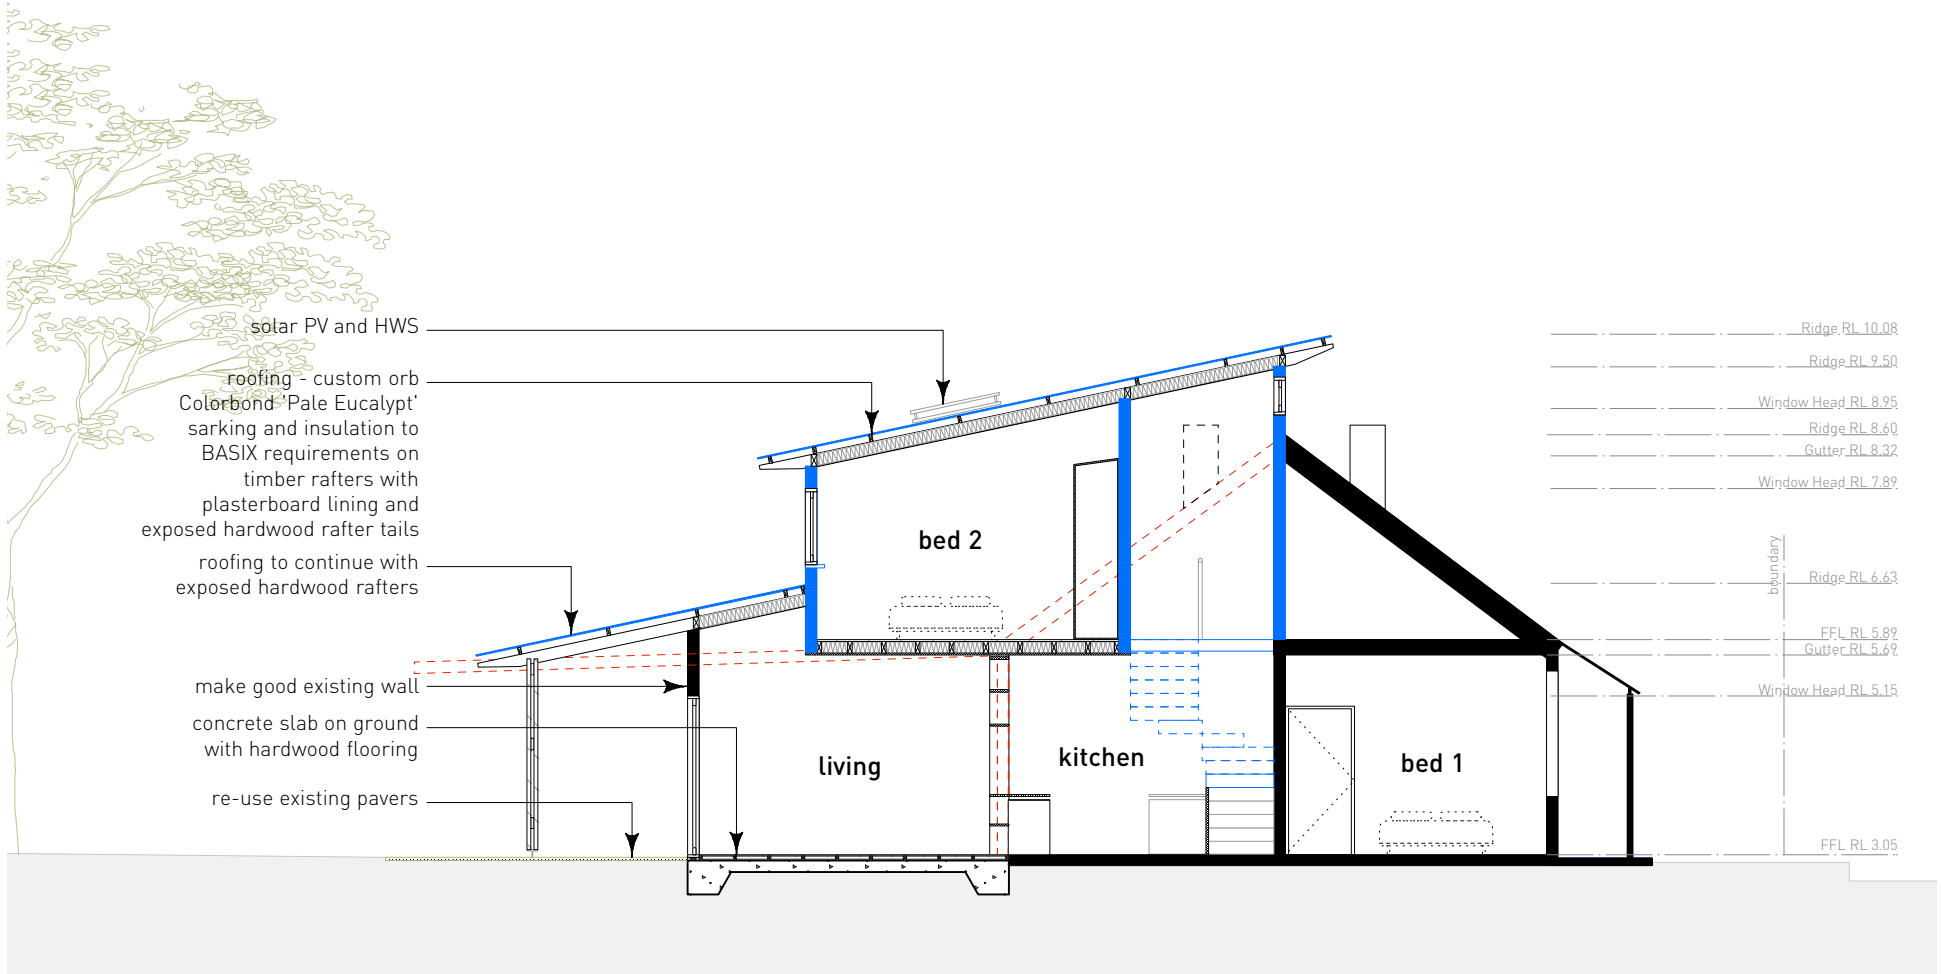 solar PV and HWS
roofing - custom orb
Colorbond 'Pale Eucalypt'
sarking and insulation to
BASIX requirements on
timber rafters with
plasterboard lining and
exposed hardwood rafter tails
roofing to continue with
exposed hardwood rafters
make good existing wall
concrete slab on ground
with hardwood flooring
re-use existing pavers
bed 2
living
kitchen
bed 1
Ridge RL 10.08
Ridge RL 9.50
Window Head RL 8.95
Ridge RL 8.60
Gutter RL 8.32
Window Head RL 7.89
boundary
Ridge RL 6.63
FFL RL 5.89
Gutter RL 5.69
Window Head RL 5.15
FFL RL 3.05